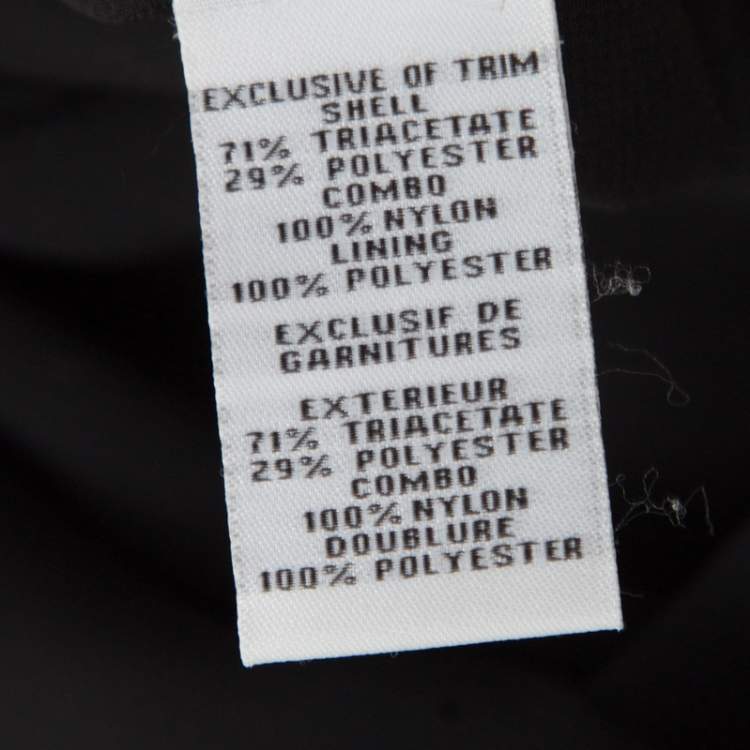 EXCLUSIVE OF TRIM
SHELL
71% TRIACETATE
29% POLYESTER
COMBO
100% NYLON
LINING
100% POLYESTER
EXCLUSIF DE
GARNITURES
EXTERIEUR
71% TRIACETATE
29% POLYESTER
COMBO
100% NYLON
DOUBLURE
100% POLYESTER